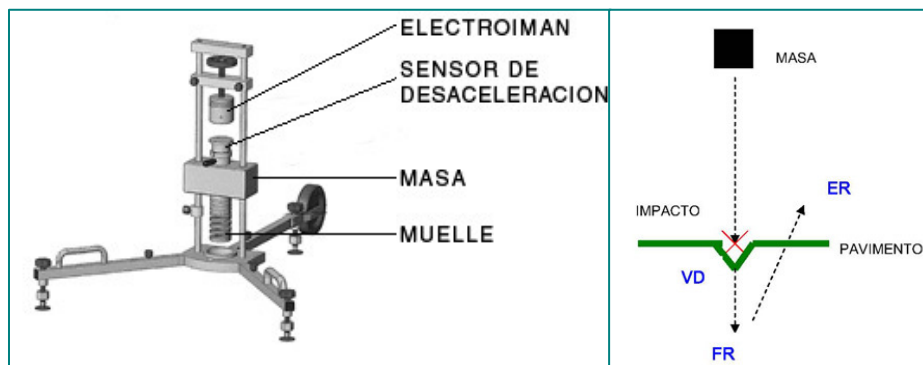 ELECTROIMAN
SENSOR DE
DESACELERACION
MASA
MUELLE
MASA
ER
IMPACTO
PAVIMENTO
VD
FR